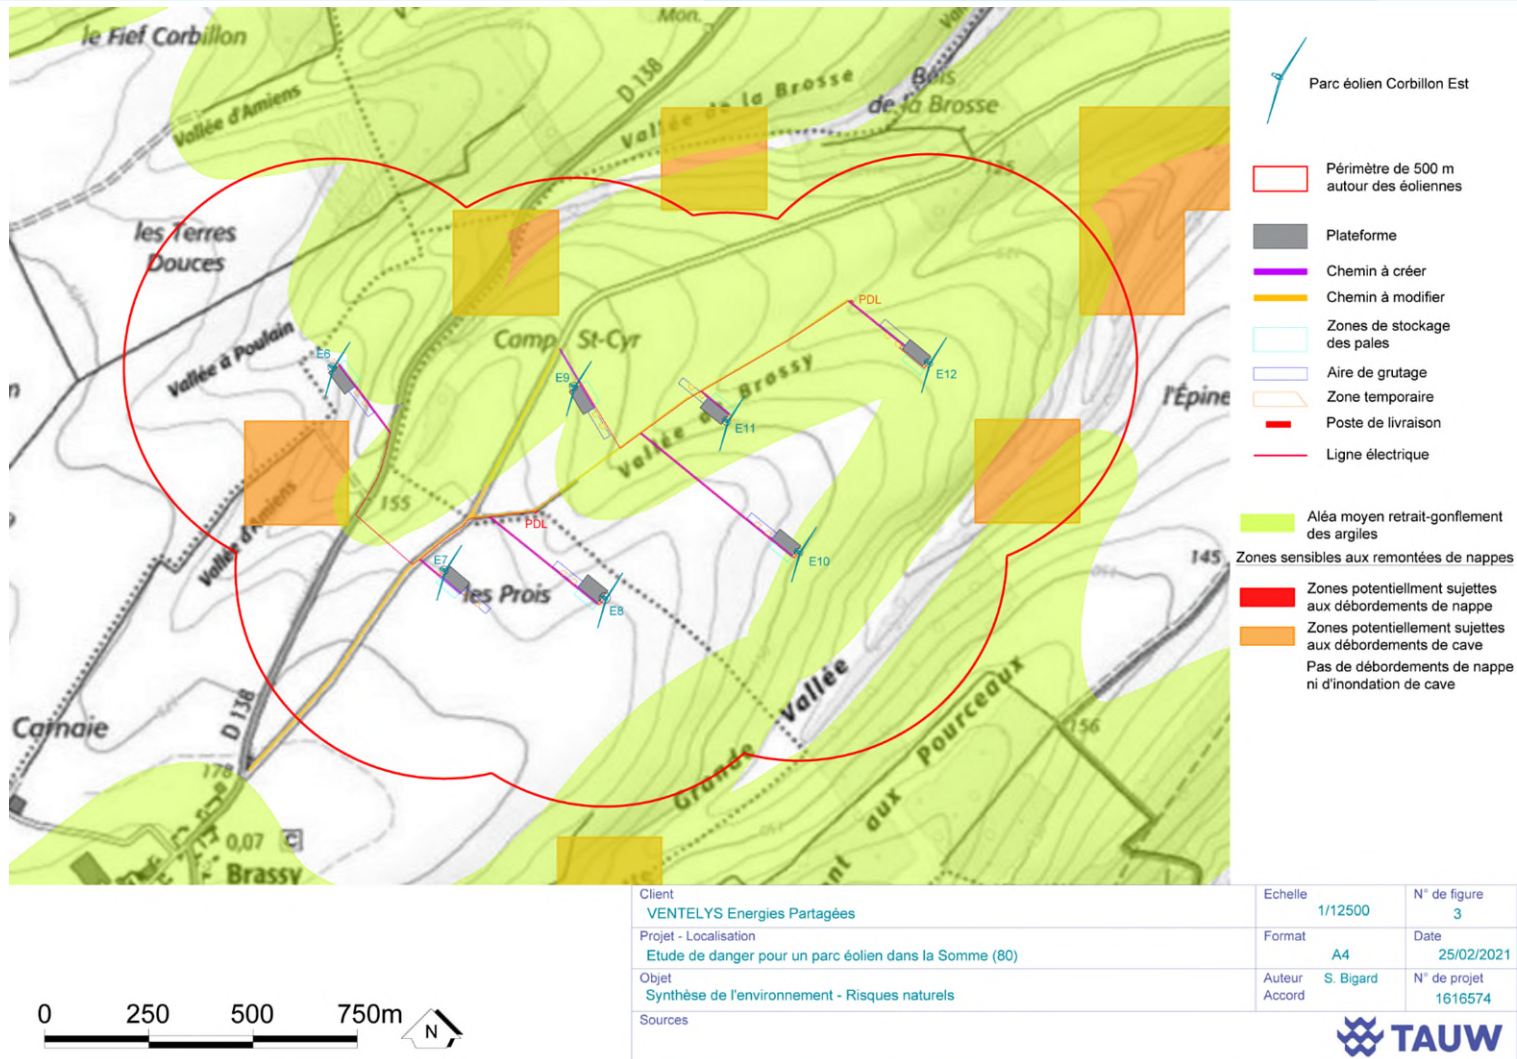 le Fief Corbillon
Mon.
D 138
Vallée d'Amiens
Vallée de la Brosse
Bois
de la Brosse
125
les Terres
Douces
Vallée à Poulain
Camp St-Cyr
PDL
E6
E9
E12
E11
Vallée de Brossy
l'Épine
155
Vallée d'Amiens
PDL
E10
E7
les Prois
E8
145
Vallée
Grande
D 138
Carnaie
178
aux Pourceaux
156
0,07
C
Brassy
Parc éolien Corbillon Est
Périmètre de 500 m
autour des éoliennes
Plateforme
Chemin à créer
Chemin à modifier
Zones de stockage
des pales
Aire de grutage
Zone temporaire
Poste de livraison
Ligne électrique
Aléa moyen retrait-gonflement
des argiles
Zones sensibles aux remontées de nappes
Zones potentiellment sujettes
aux débordements de nappe
Zones potentiellement sujettes
aux débordements de cave
Pas de débordements de nappe
ni d'inondation de cave
Client
VENTELYS Energies Partagées
Echelle
1/12500
N° de figure
3
Projet - Localisation
Etude de danger pour un parc éolien dans la Somme (80)
Format
A4
Date
25/02/2021
Objet
Synthèse de l'environnement - Risques naturels
Auteur S. Bigard
Accord
N° de projet
1616574
Sources
TAUW
0 250 500 750m
N